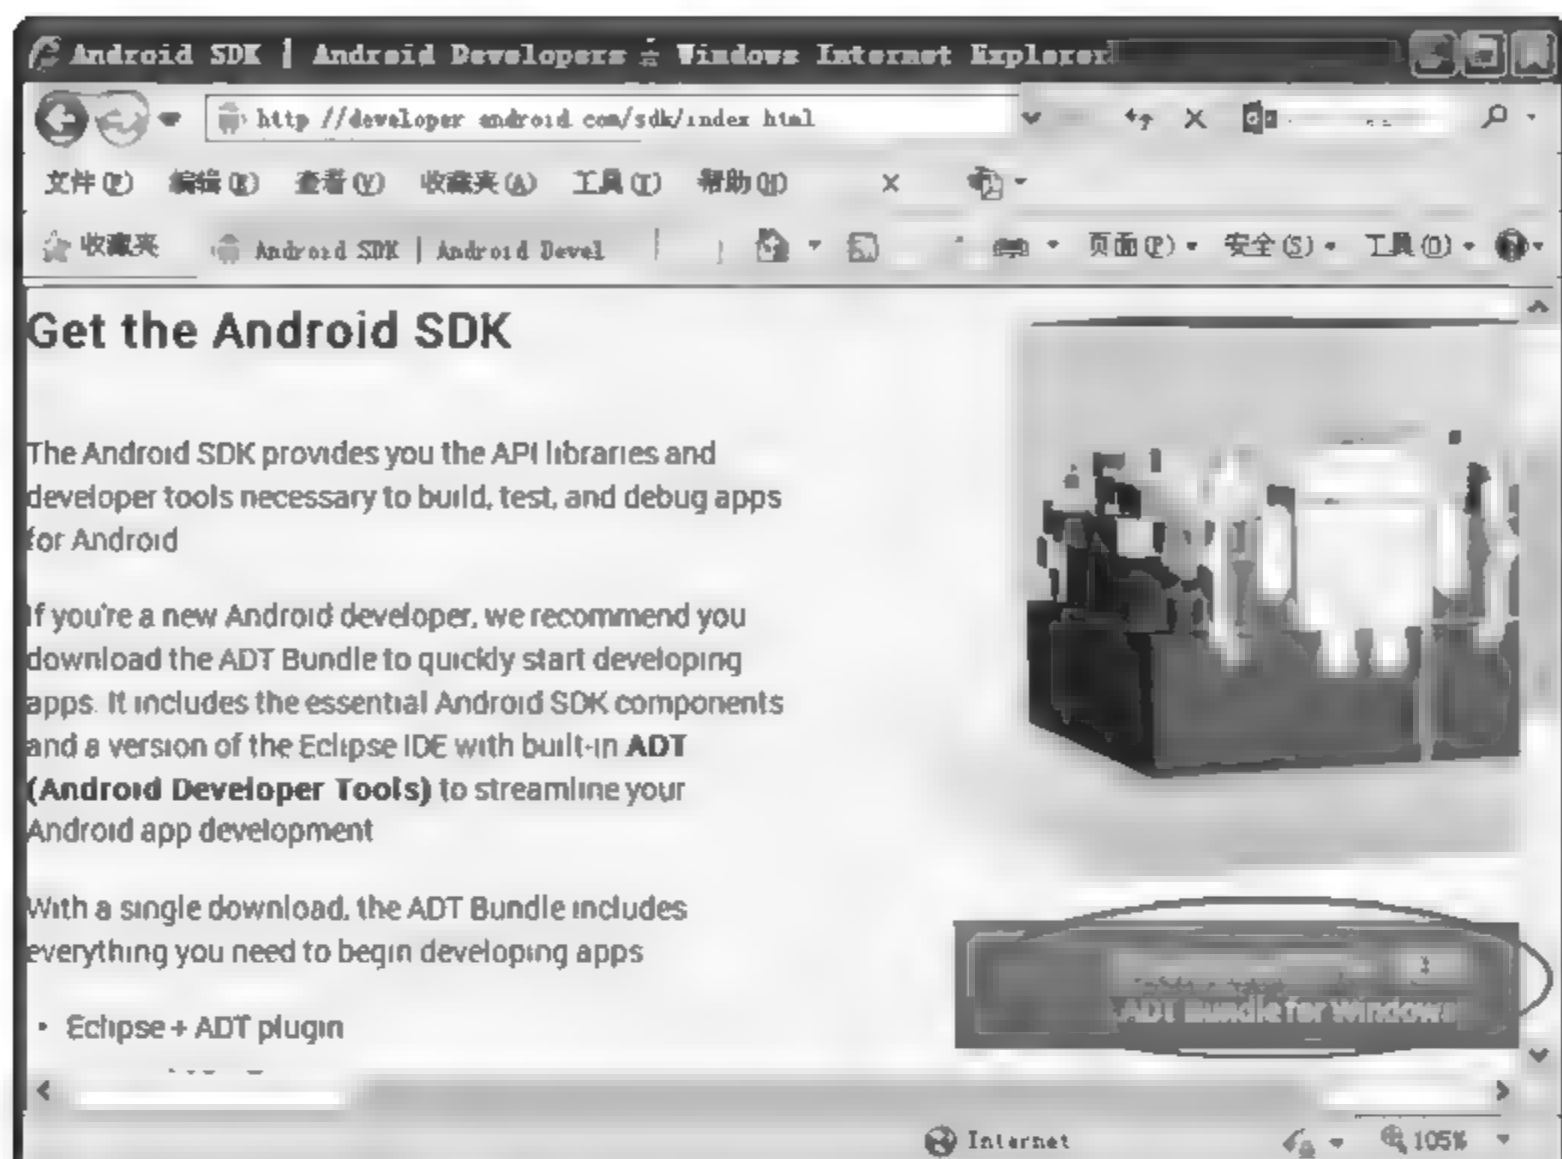 Android SDK | Android Developers - Windows Internet Explorer
http //developer android com/sdk/index html
文件(F) 编辑(E) 查看(V) 收藏夹(A) 工具(T) 帮助(H)
收藏夹 Android SDK | Android Devel 页面(P) 安全(S) 工具(O)
Get the Android SDK
The Android SDK provides you the API libraries and
developer tools necessary to build, test, and debug apps
for Android
If you're a new Android developer, we recommend you
download the ADT Bundle to quickly start developing
apps. It includes the essential Android SDK components
and a version of the Eclipse IDE with built-in ADT
(Android Developer Tools) to streamline your
Android app development
With a single download, the ADT Bundle includes
everything you need to begin developing apps
• Eclipse + ADT plugin
ADT Bundle for Windows
Internet 105%